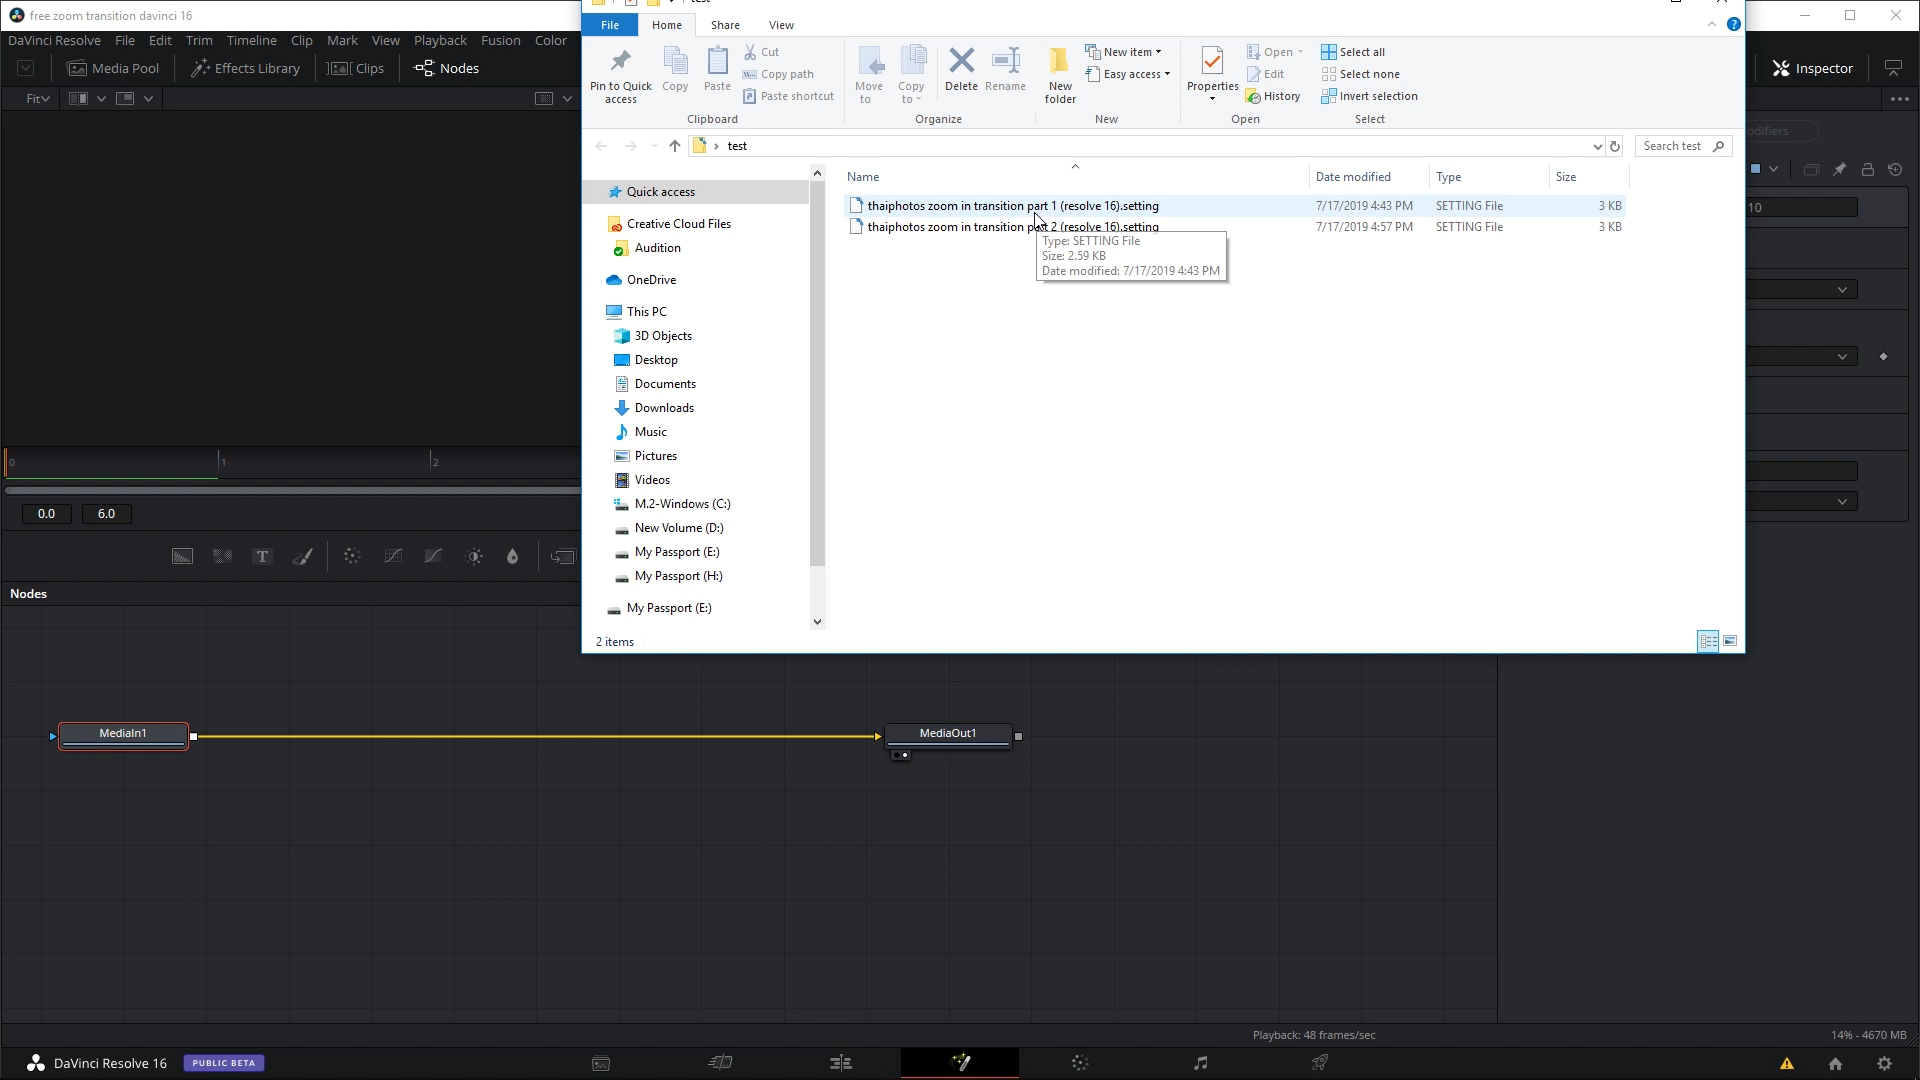 free zoom transition davinci 16
DaVinci Resolve File Edit Trim Timeline Clip Mark View Playback Fusion Color
Media Pool Effects Library Clips Nodes
Fit
test
File Home Share View
Pin to Quick access
Copy
Paste
Cut
Copy path
Paste shortcut
Clipboard
Move to
Copy to
Delete
Rename
Organize
New folder
New item
Easy access
New
Properties
Open
Edit
History
Open
Select all
Select none
Invert selection
Select
Inspector
test
Search test
Name Date modified Type Size
thaiphotos zoom in transition part 1 (resolve 16).setting 7/17/2019 4:43 PM SETTING File 3 KB
thaiphotos zoom in transition part 2 (resolve 16).setting 7/17/2019 4:57 PM SETTING File 3 KB
Type: SETTING File
Size: 2.59 KB
Date modified: 7/17/2019 4:43 PM
Quick access
Creative Cloud Files
Audition
OneDrive
This PC
3D Objects
Desktop
Documents
Downloads
Music
Pictures
Videos
M.2-Windows (C:)
New Volume (D:)
My Passport (E:)
My Passport (H:)
My Passport (E:)
2 items
difiers
10
0 1 2
0.0 6.0
Nodes
MediaIn1
MediaOut1
Playback: 48 frames/sec
14% - 4670 MB
DaVinci Resolve 16 PUBLIC BETA